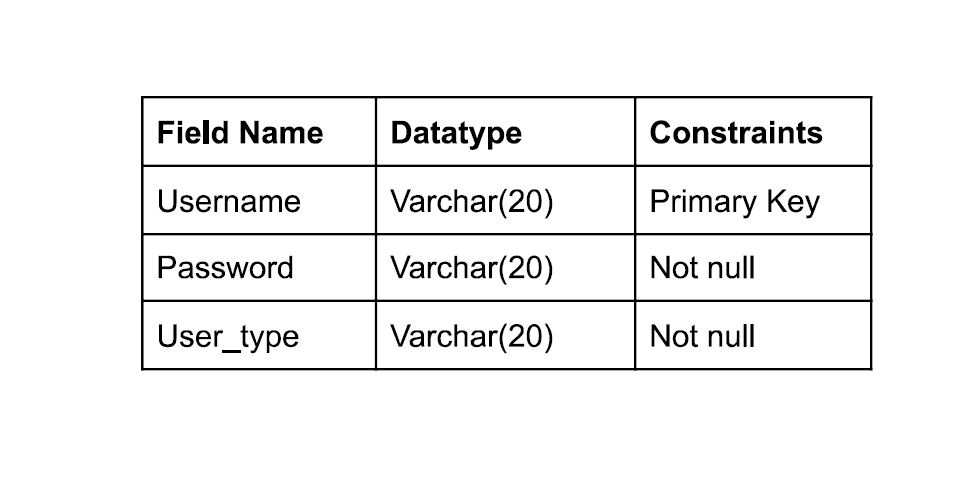 Field Name Datatype Constraints
Username Varchar(20) Primary Key
Password Varchar(20) Not null
User_type Varchar(20) Not null